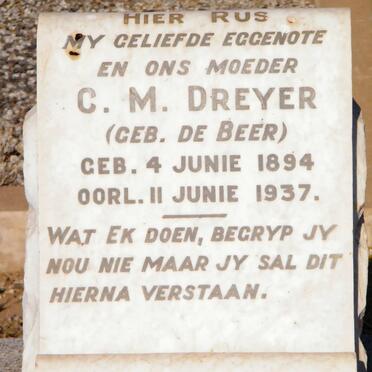 HIER RUS
MY GELIEFDE EGGENOTE
EN ONS MOEDER
C. M. DREYER
(GEB. DE BEER)
GEB. 4 JUNIE 1894
OORL. 11 JUNIE 1937.
WAT EK DOEN, BEGRYP JY
NOU NIE MAAR JY SAL DIT
HIERNA VERSTAAN.